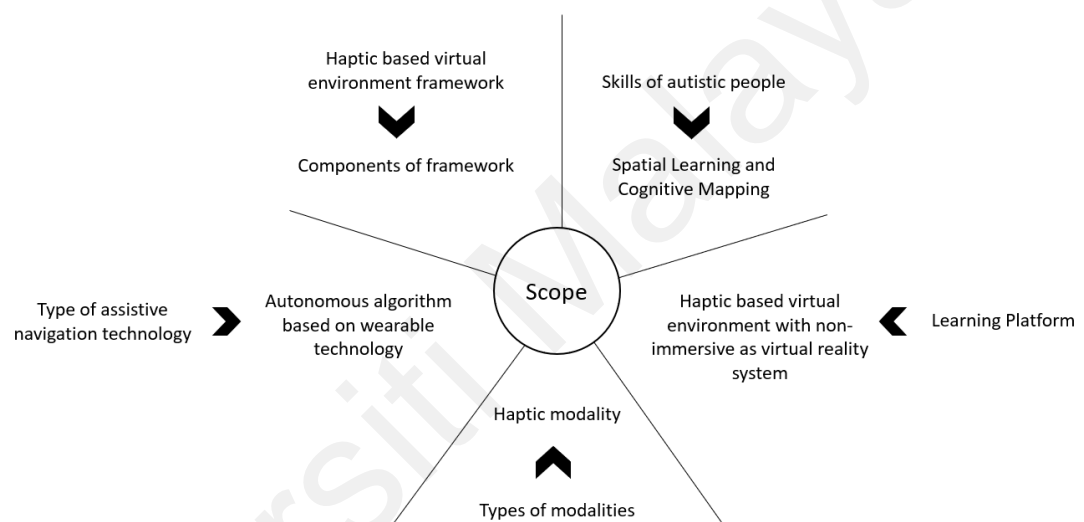 Haptic based virtual
environment framework
Components of framework
Skills of autistic people
Spatial Learning and
Cognitive Mapping
Scope
Type of assistive
navigation technology
Autonomous algorithm
based on wearable
technology
Haptic based virtual
environment with non-
immersive as virtual reality
system
Learning Platform
Haptic modality
Types of modalities
rsiti Malaya